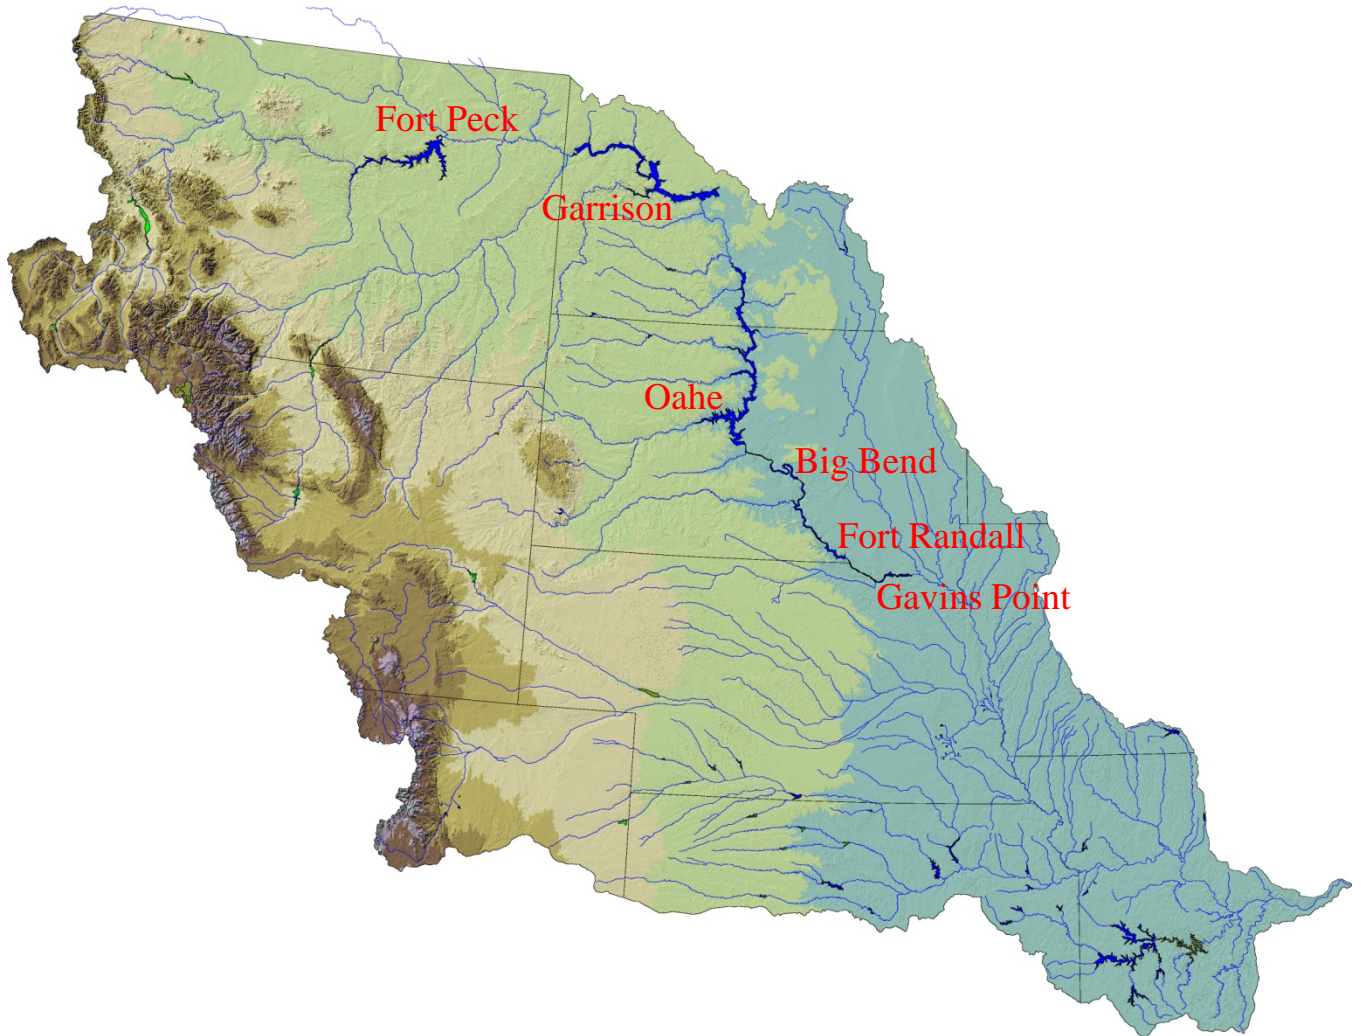 Fort Peck
Garrison
Oahe
Big Bend
Fort Randall
Gavins Point